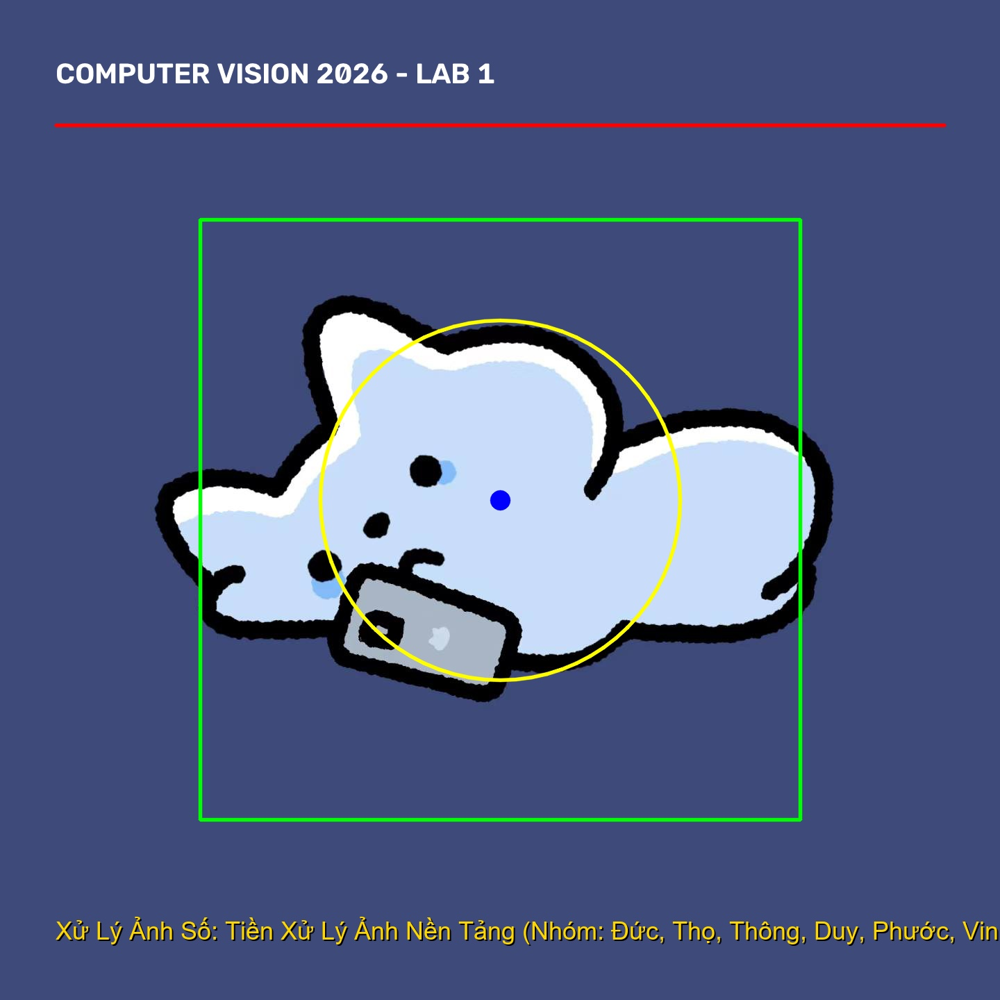 COMPUTER VISION 2026 - LAB 1
Xử Lý Ảnh Số: Tiền Xử Lý Ảnh Nền Tảng (Nhóm: Đức, Thọ, Thông, Duy, Phước, Vin